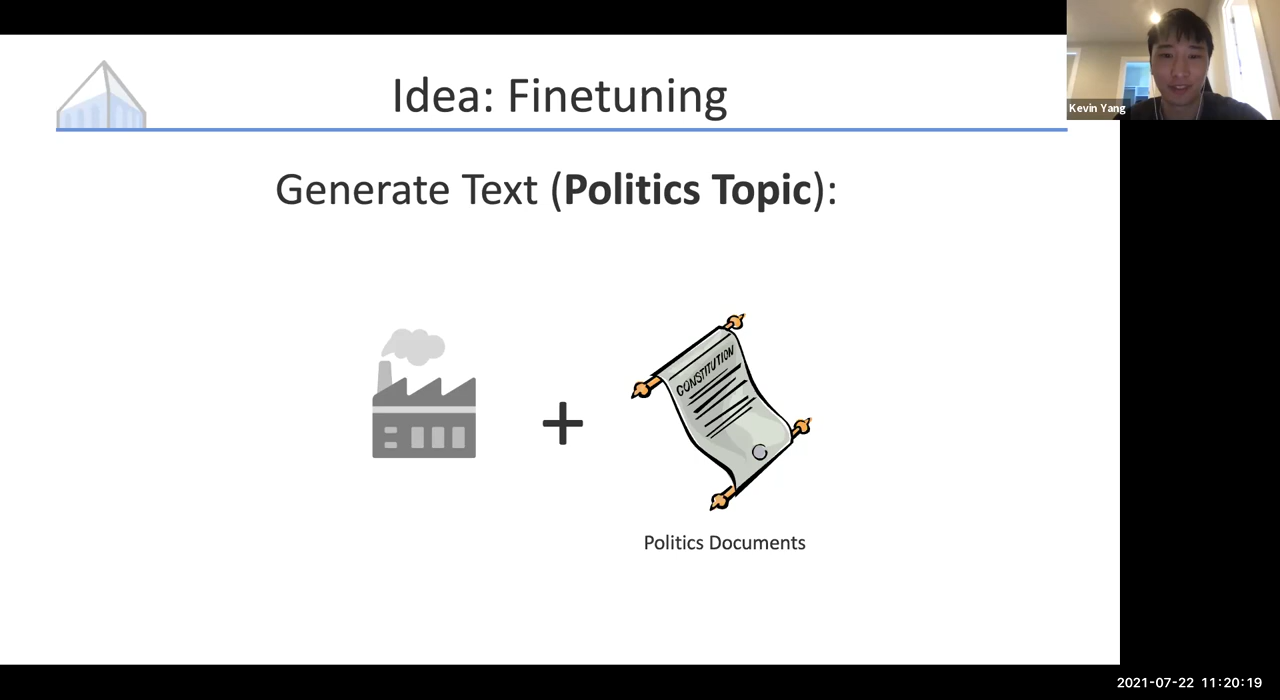 Idea: Finetuning
Kevin Yang
Generate Text (Politics Topic):
CONSTITUTION
+
Politics Documents
2021-07-22 11:20:19